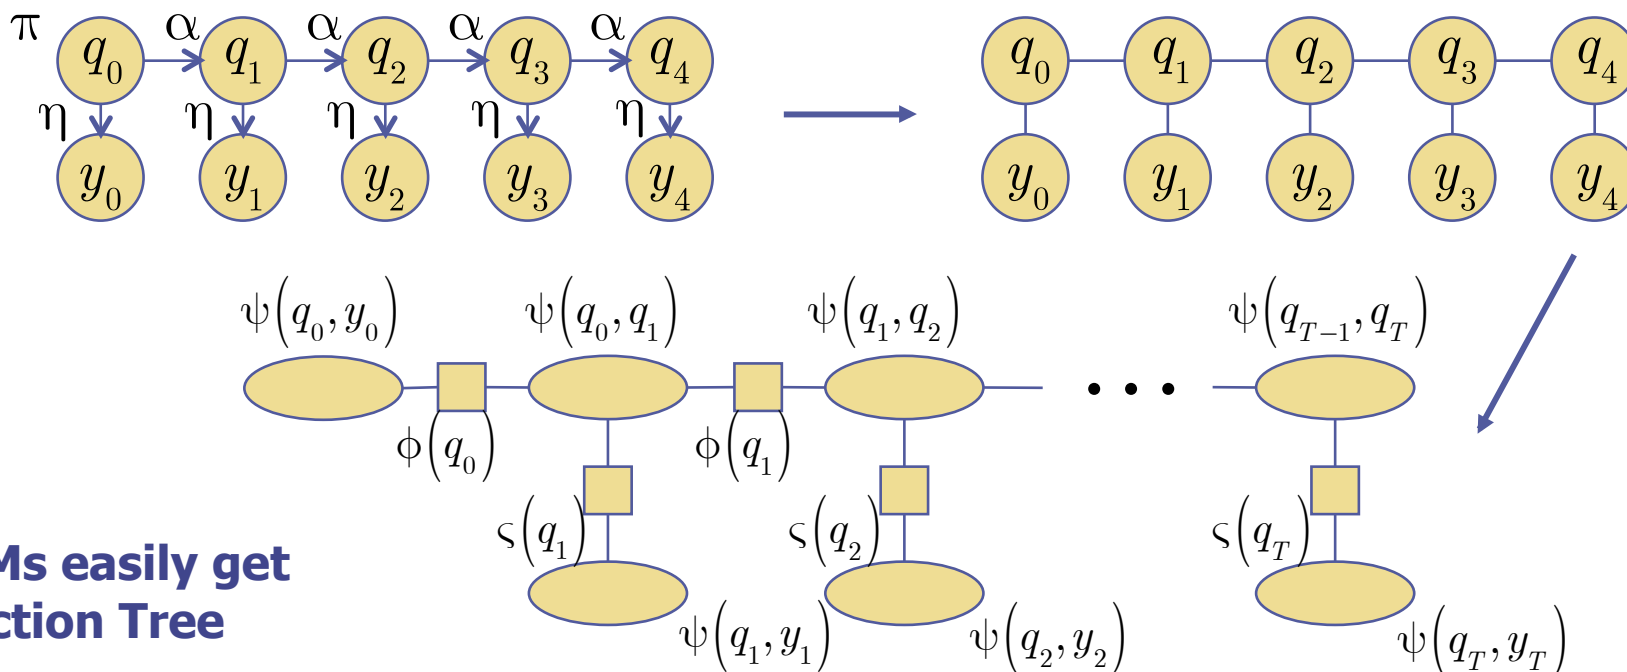 π α α α α
q₀ q₁ q₂ q₃ q₄
η η η η η
y₀ y₁ y₂ y₃ y₄
q₀ q₁ q₂ q₃ q₄
y₀ y₁ y₂ y₃ y₄
ψ(q₀, y₀) ψ(q₀, q₁) ψ(q₁, q₂) ψ(q_{T−1}, q_T)
• • •
ϕ(q₀) ϕ(q₁)
ς(q₁) ς(q₂) ς(q_T)
ψ(q₁, y₁) ψ(q₂, y₂) ψ(q_T, y_T)
Ms easily get
ction Tree